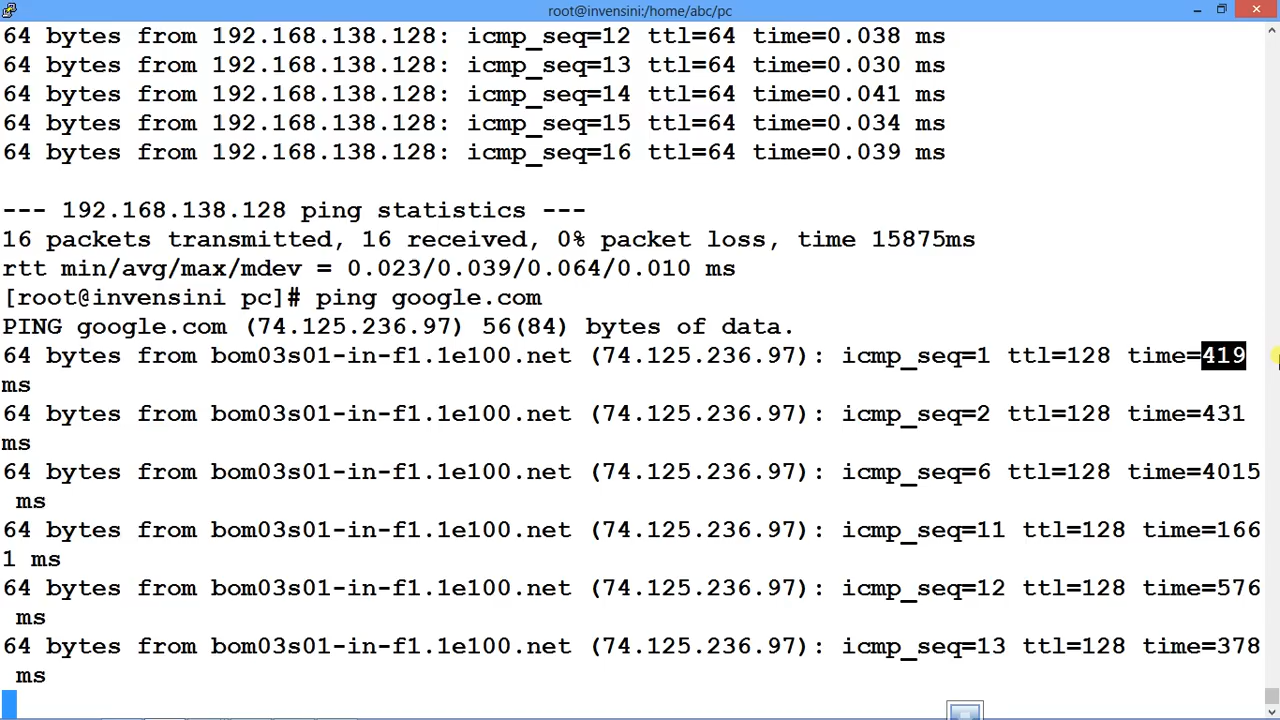 root@invensini:/home/abc/pc
64 bytes from 192.168.138.128: icmp_seq=12 ttl=64 time=0.038 ms
64 bytes from 192.168.138.128: icmp_seq=13 ttl=64 time=0.030 ms
64 bytes from 192.168.138.128: icmp_seq=14 ttl=64 time=0.041 ms
64 bytes from 192.168.138.128: icmp_seq=15 ttl=64 time=0.034 ms
64 bytes from 192.168.138.128: icmp_seq=16 ttl=64 time=0.039 ms
--- 192.168.138.128 ping statistics ---
16 packets transmitted, 16 received, 0% packet loss, time 15875ms
rtt min/avg/max/mdev = 0.023/0.039/0.064/0.010 ms
[root@invensini pc]# ping google.com
PING google.com (74.125.236.97) 56(84) bytes of data.
64 bytes from bom03s01-in-f1.1e100.net (74.125.236.97): icmp_seq=1 ttl=128 time=419
ms
64 bytes from bom03s01-in-f1.1e100.net (74.125.236.97): icmp_seq=2 ttl=128 time=431
ms
64 bytes from bom03s01-in-f1.1e100.net (74.125.236.97): icmp_seq=6 ttl=128 time=4015
ms
64 bytes from bom03s01-in-f1.1e100.net (74.125.236.97): icmp_seq=11 ttl=128 time=166
1 ms
64 bytes from bom03s01-in-f1.1e100.net (74.125.236.97): icmp_seq=12 ttl=128 time=576
ms
64 bytes from bom03s01-in-f1.1e100.net (74.125.236.97): icmp_seq=13 ttl=128 time=378
ms